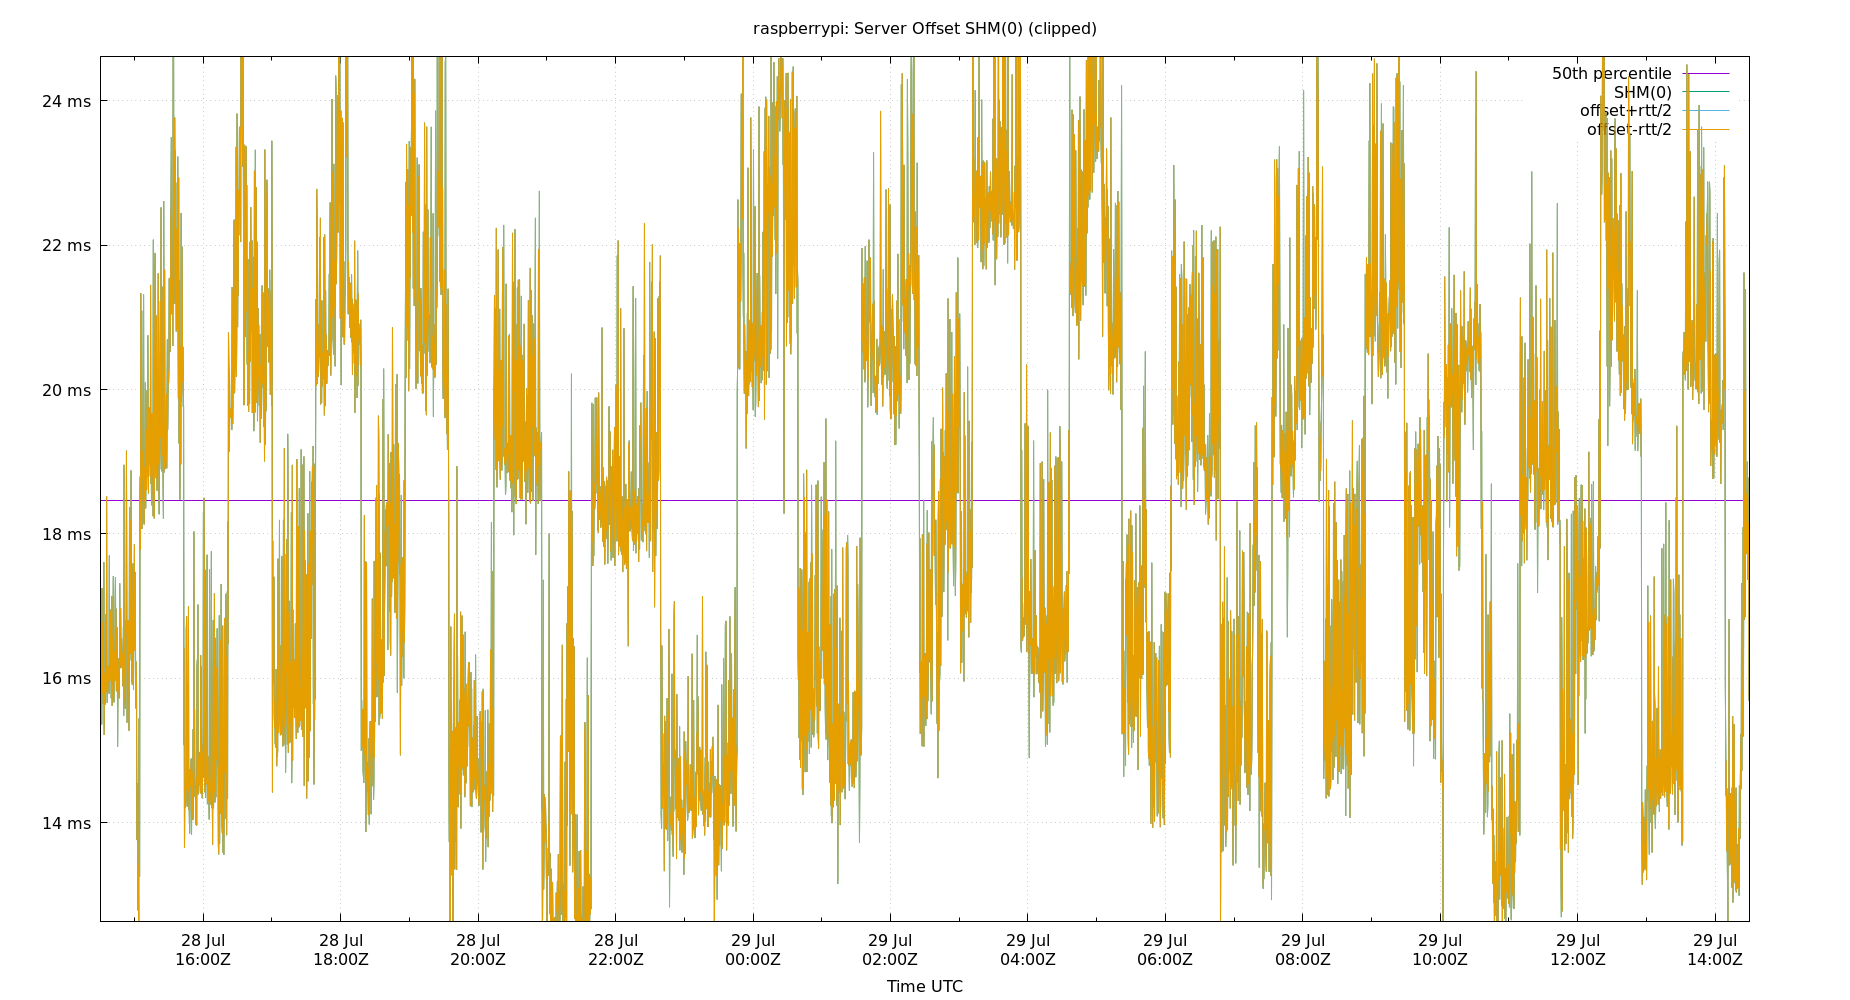 raspberrypi: Server Offset SHM(0) (clipped)
50th percentile
SHM(0)
offset+rtt/2
offset-rtt/2
24 ms
22 ms
20 ms
18 ms
16 ms
14 ms
28 Jul 28 Jul 28 Jul 28 Jul 29 Jul 29 Jul 29 Jul 29 Jul 29 Jul 29 Jul 29 Jul 29 Jul
16:00Z 18:00Z 20:00Z 22:00Z 00:00Z 02:00Z 04:00Z 06:00Z 08:00Z 10:00Z 12:00Z 14:00Z
Time UTC